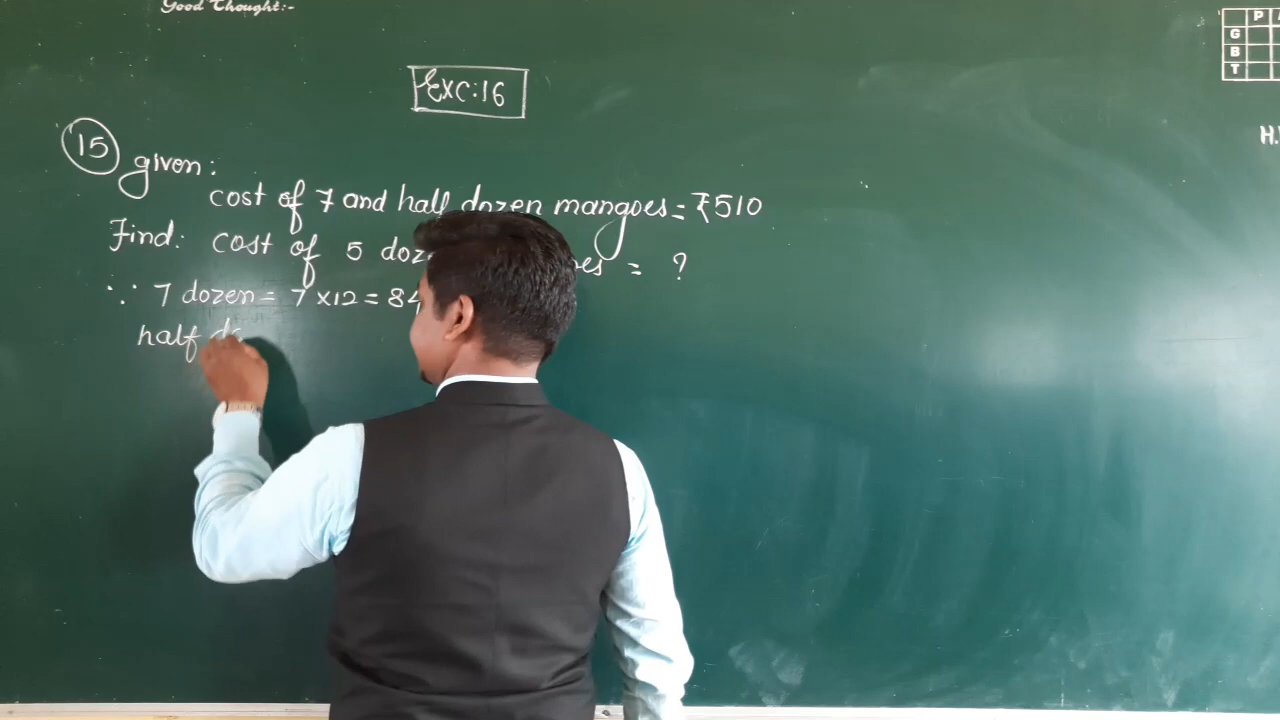 Good Thought:-
P
G
B
T
Exc:16
H.
15 given:
cost of 7 and half dozen mangoes = ₹510
Find: cost of 5 = ?
∵ 7 dozen = 7 x 12 = 84
half